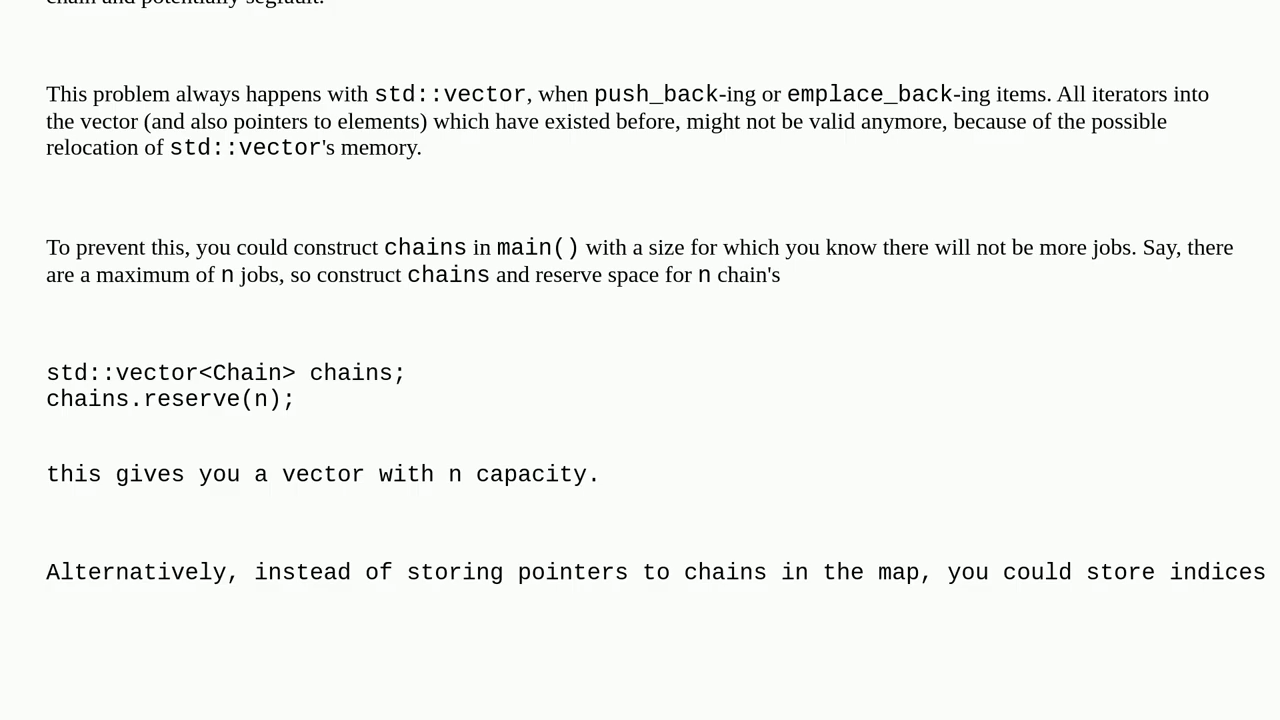 chain and potentially segfault.
This problem always happens with std::vector, when push_back-ing or emplace_back-ing items. All iterators into
the vector (and also pointers to elements) which have existed before, might not be valid anymore, because of the possible
relocation of std::vector's memory.
To prevent this, you could construct chains in main() with a size for which you know there will not be more jobs. Say, there
are a maximum of n jobs, so construct chains and reserve space for n chain's
std::vector<Chain> chains;
chains.reserve(n);
this gives you a vector with n capacity.
Alternatively, instead of storing pointers to chains in the map, you could store indices